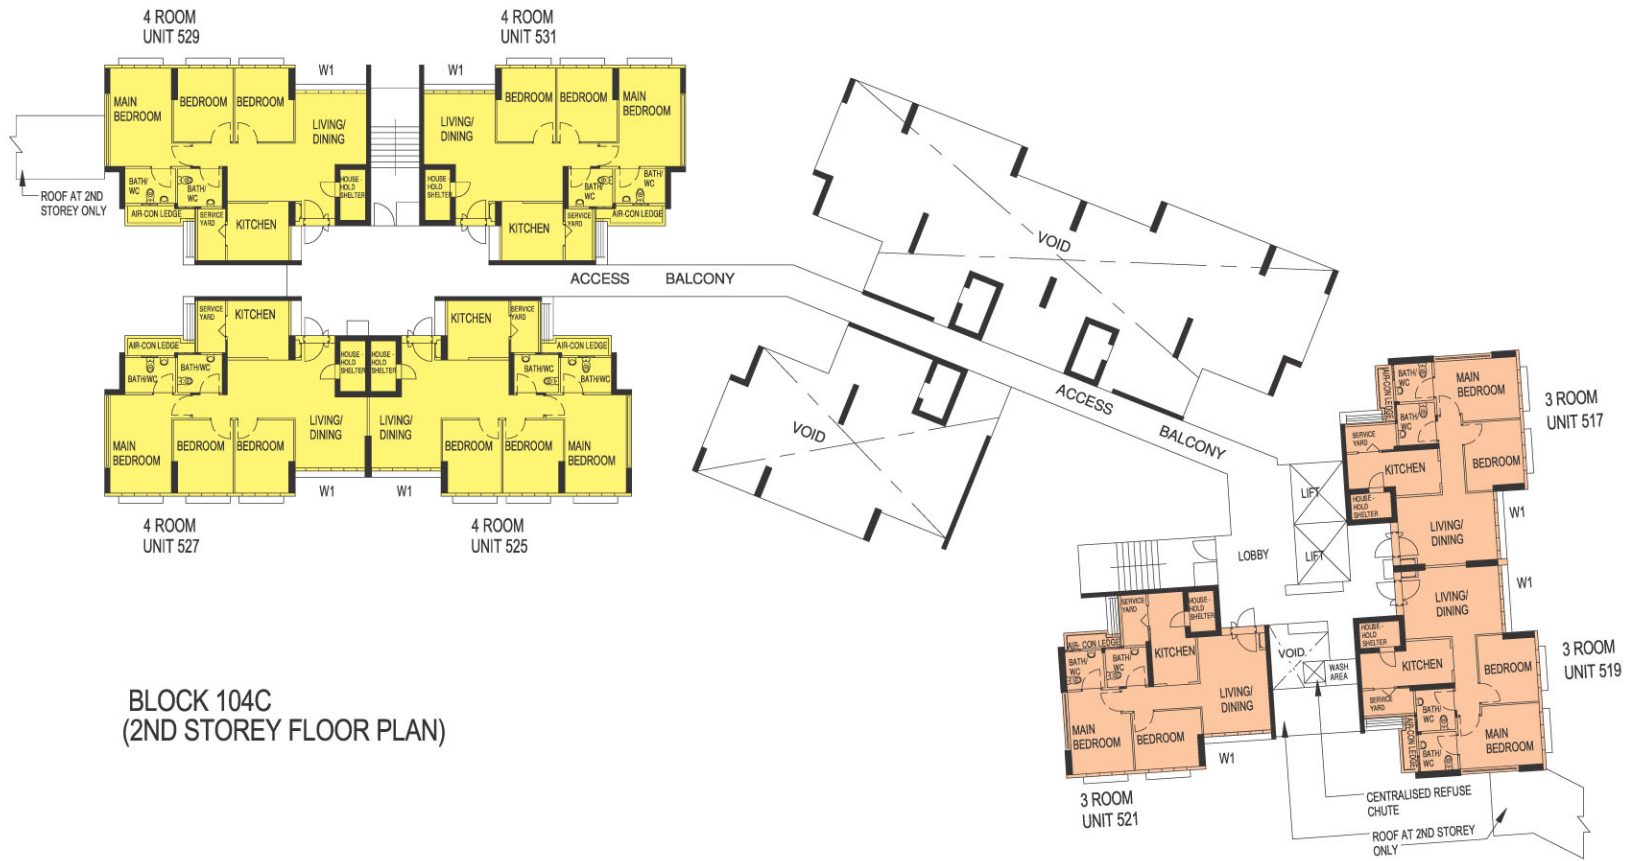 4 ROOM
UNIT 529
4 ROOM
UNIT 531
W1
W1
MAIN
BEDROOM
BEDROOM
BEDROOM
LIVING/
DINING
LIVING/
DINING
BEDROOM
BEDROOM
MAIN
BEDROOM
BATH/
WC
BATH/
WC
HOUSE -
HOLD
SHELTER
HOUSE -
HOLD
SHELTER
BATH/
WC
BATH/
WC
ROOF AT 2ND
STOREY ONLY
AIR-CON LEDGE
SERVICE
YARD
KITCHEN
KITCHEN
SERVICE
YARD
AIR-CON LEDGE
ACCESS BALCONY
VOID
SERVICE
YARD
KITCHEN
KITCHEN
SERVICE
YARD
AIR-CON LEDGE
AIR-CON LEDGE
BATH/WC
BATH/WC
HOUSE -
HOLD
SHELTER
HOUSE -
HOLD
SHELTER
BATH/WC
BATH/WC
MAIN
BEDROOM
BEDROOM
BEDROOM
LIVING/
DINING
LIVING/
DINING
BEDROOM
BEDROOM
MAIN
BEDROOM
W1
W1
4 ROOM
UNIT 527
4 ROOM
UNIT 525
VOID
ACCESS
BALCONY
AIR-CON LEDGE
BATH/
WC
MAIN
BEDROOM
3 ROOM
UNIT 517
BATH/
WC
SERVICE
YARD
KITCHEN
BEDROOM
LIFT
HOUSE -
HOLD
SHELTER
W1
LIVING/
DINING
LOBBY
LIFT
W1
LIVING/
DINING
SERVICE
YARD
HOUSE -
HOLD
SHELTER
HOUSE -
HOLD
SHELTER
AIR- CON LEDGE
BATH/
WC
BATH/
WC
KITCHEN
VOID.
WASH
AREA
KITCHEN
BEDROOM
3 ROOM
UNIT 519
LIVING/
DINING
SERVICE
YARD
BATH/
WC
AIR-CON LEDGE
BATH/
WC
MAIN
BEDROOM
MAIN
BEDROOM
BEDROOM
W1
3 ROOM
UNIT 521
CENTRALISED REFUSE
CHUTE
ROOF AT 2ND STOREY
ONLY
BLOCK 104C
(2ND STOREY FLOOR PLAN)